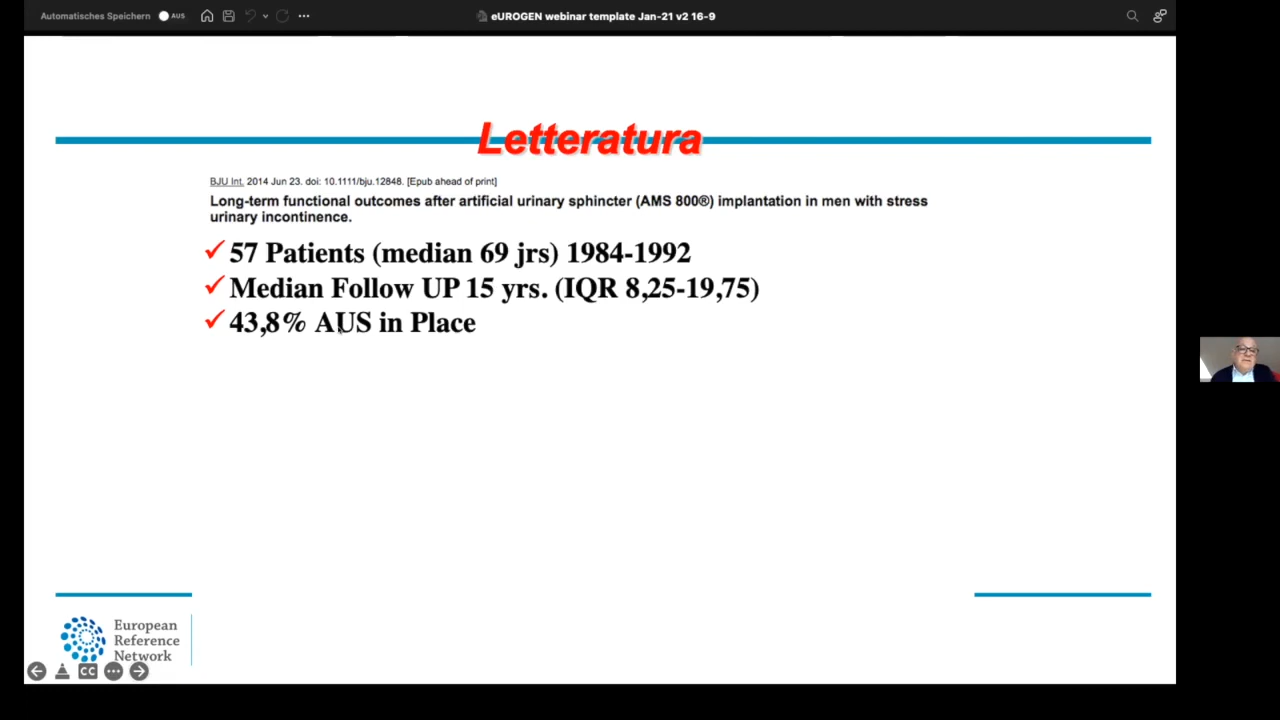 Automatisches Speichern AUS
eUROGEN webinar template Jan-21 v2 16-9
Letteratura
BJU Int. 2014 Jun 23. doi: 10.1111/bju.12848. [Epub ahead of print]
Long-term functional outcomes after artificial urinary sphincter (AMS 800®) implantation in men with stress
urinary incontinence.
57 Patients (median 69 jrs) 1984-1992
Median Follow UP 15 yrs. (IQR 8,25-19,75)
43,8% AUS in Place
European
Reference
Network
CC